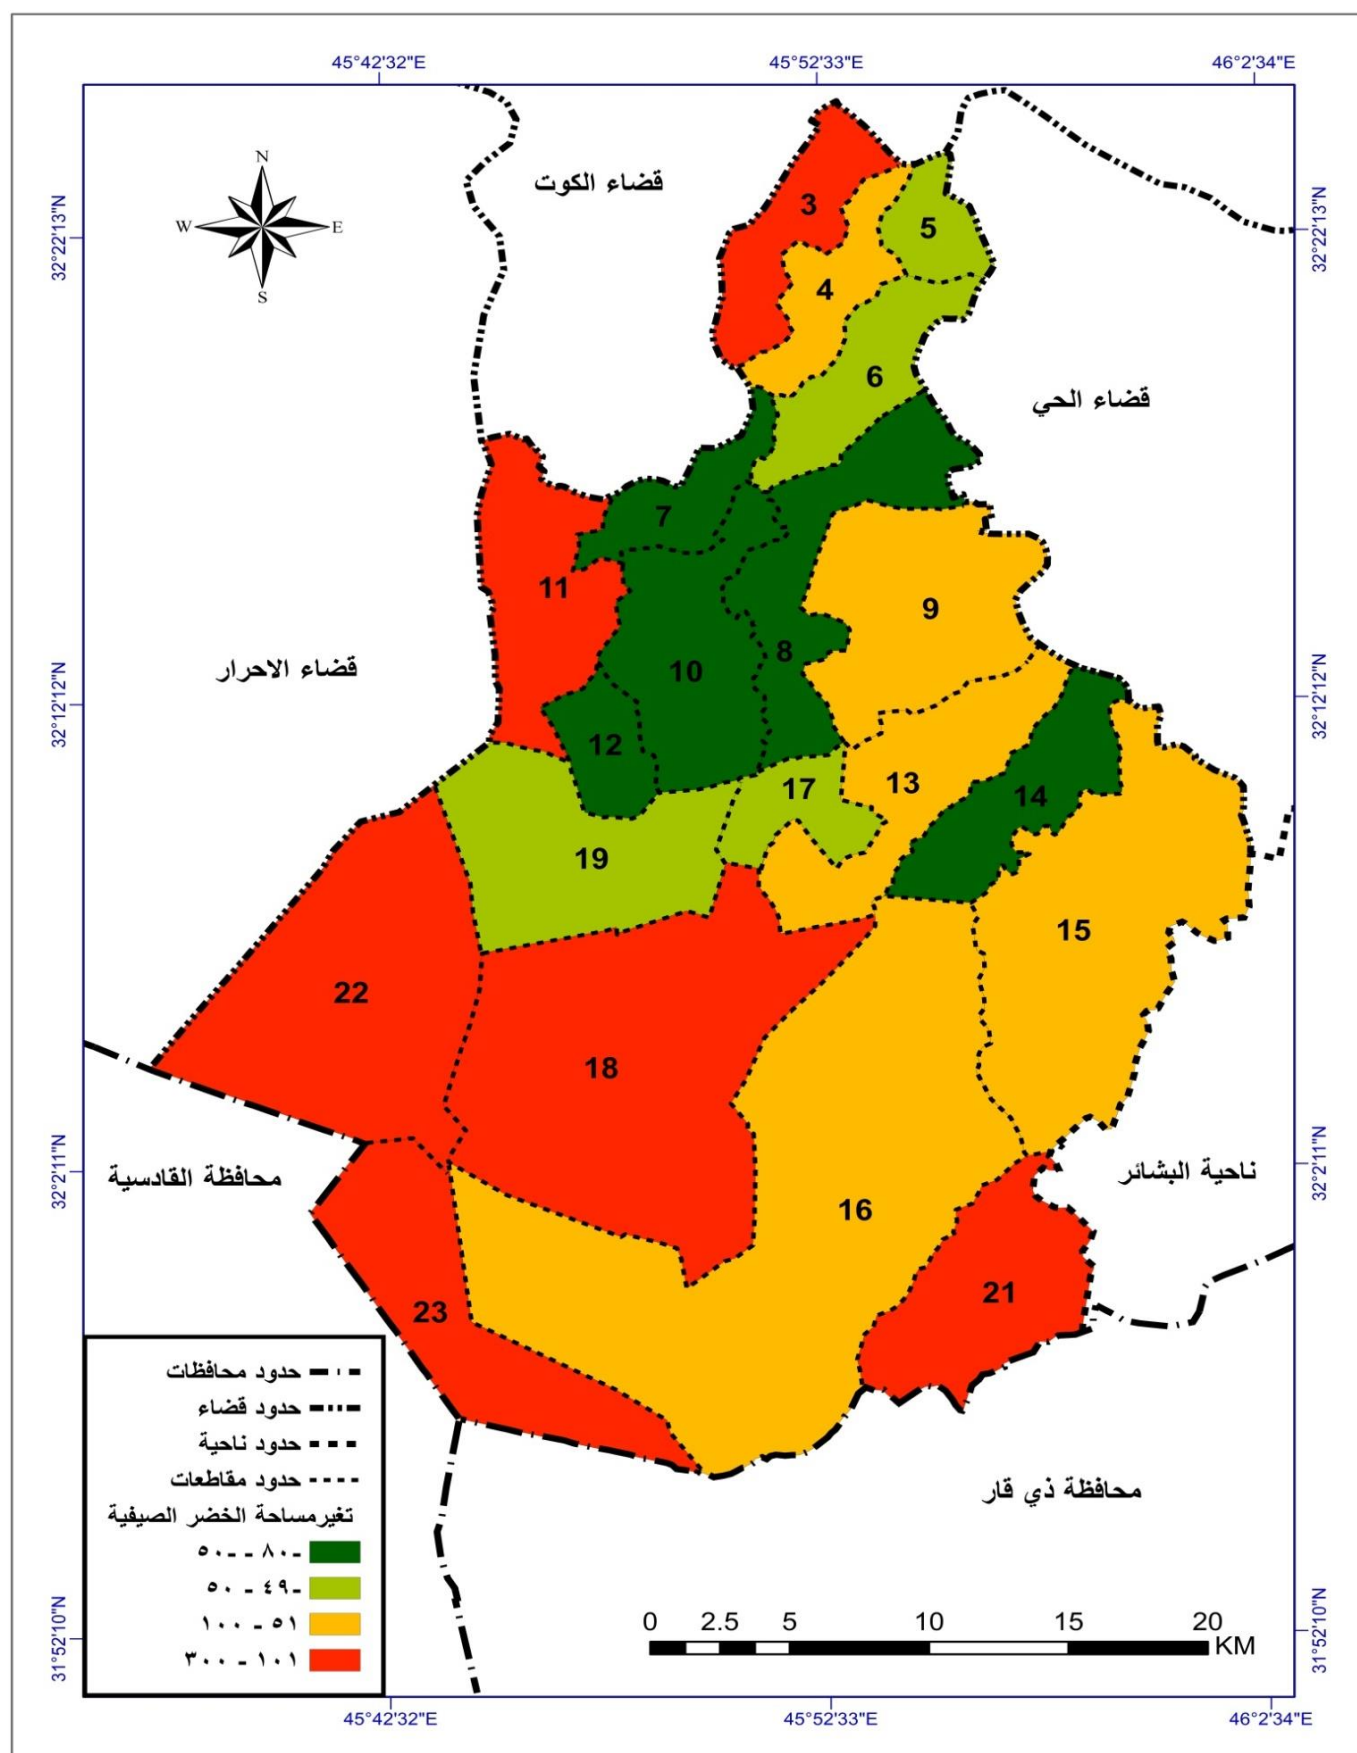 45°42'32"E
45°52'33"E
46°2'34"E
N
W
E
S
32°22'13"N
32°22'13"N
قضاء الكوت
3
5
4
6
قضاء الحي
7
11
9
8
10
قضاء الاحرار
32°12'12"N
32°12'12"N
12
17
13
14
19
15
22
18
محافظة القادسية
32°2'11"N
32°2'11"N
ناحية البشائر
16
21
23
حدود محافظات
حدود قضاء
حدود ناحية
حدود مقاطعات
تغيرمساحة الخضر الصيفية
-٨٠ - -٥٠
-٤٩ - ٥٠
٥١ - ١٠٠
١٠١ - ٣٠٠
محافظة ذي قار
0 2.5 5 10 15 20
KM
31°52'10"N
31°52'10"N
45°42'32"E
45°52'33"E
46°2'34"E